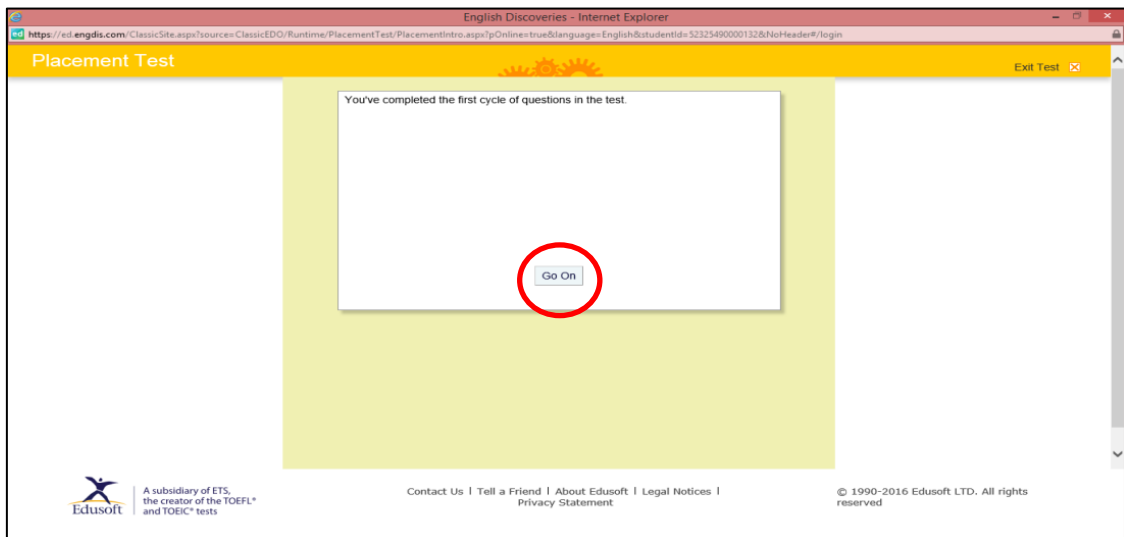 English Discoveries - Internet Explorer
https://ed.engdis.com/ClassicSite.aspx?source=ClassicEDO/Runtime/PlacementTest/PlacementIntro.aspx?pOnline=true&language=English&studentId=52325490000132&NoHeader#/login
Placement Test
Exit Test
You've completed the first cycle of questions in the test.
Go On
Edusoft
A subsidiary of ETS,
the creator of the TOEFL®
and TOEIC® tests
Contact Us | Tell a Friend | About Edusoft | Legal Notices |
Privacy Statement
© 1990-2016 Edusoft LTD. All rights
reserved